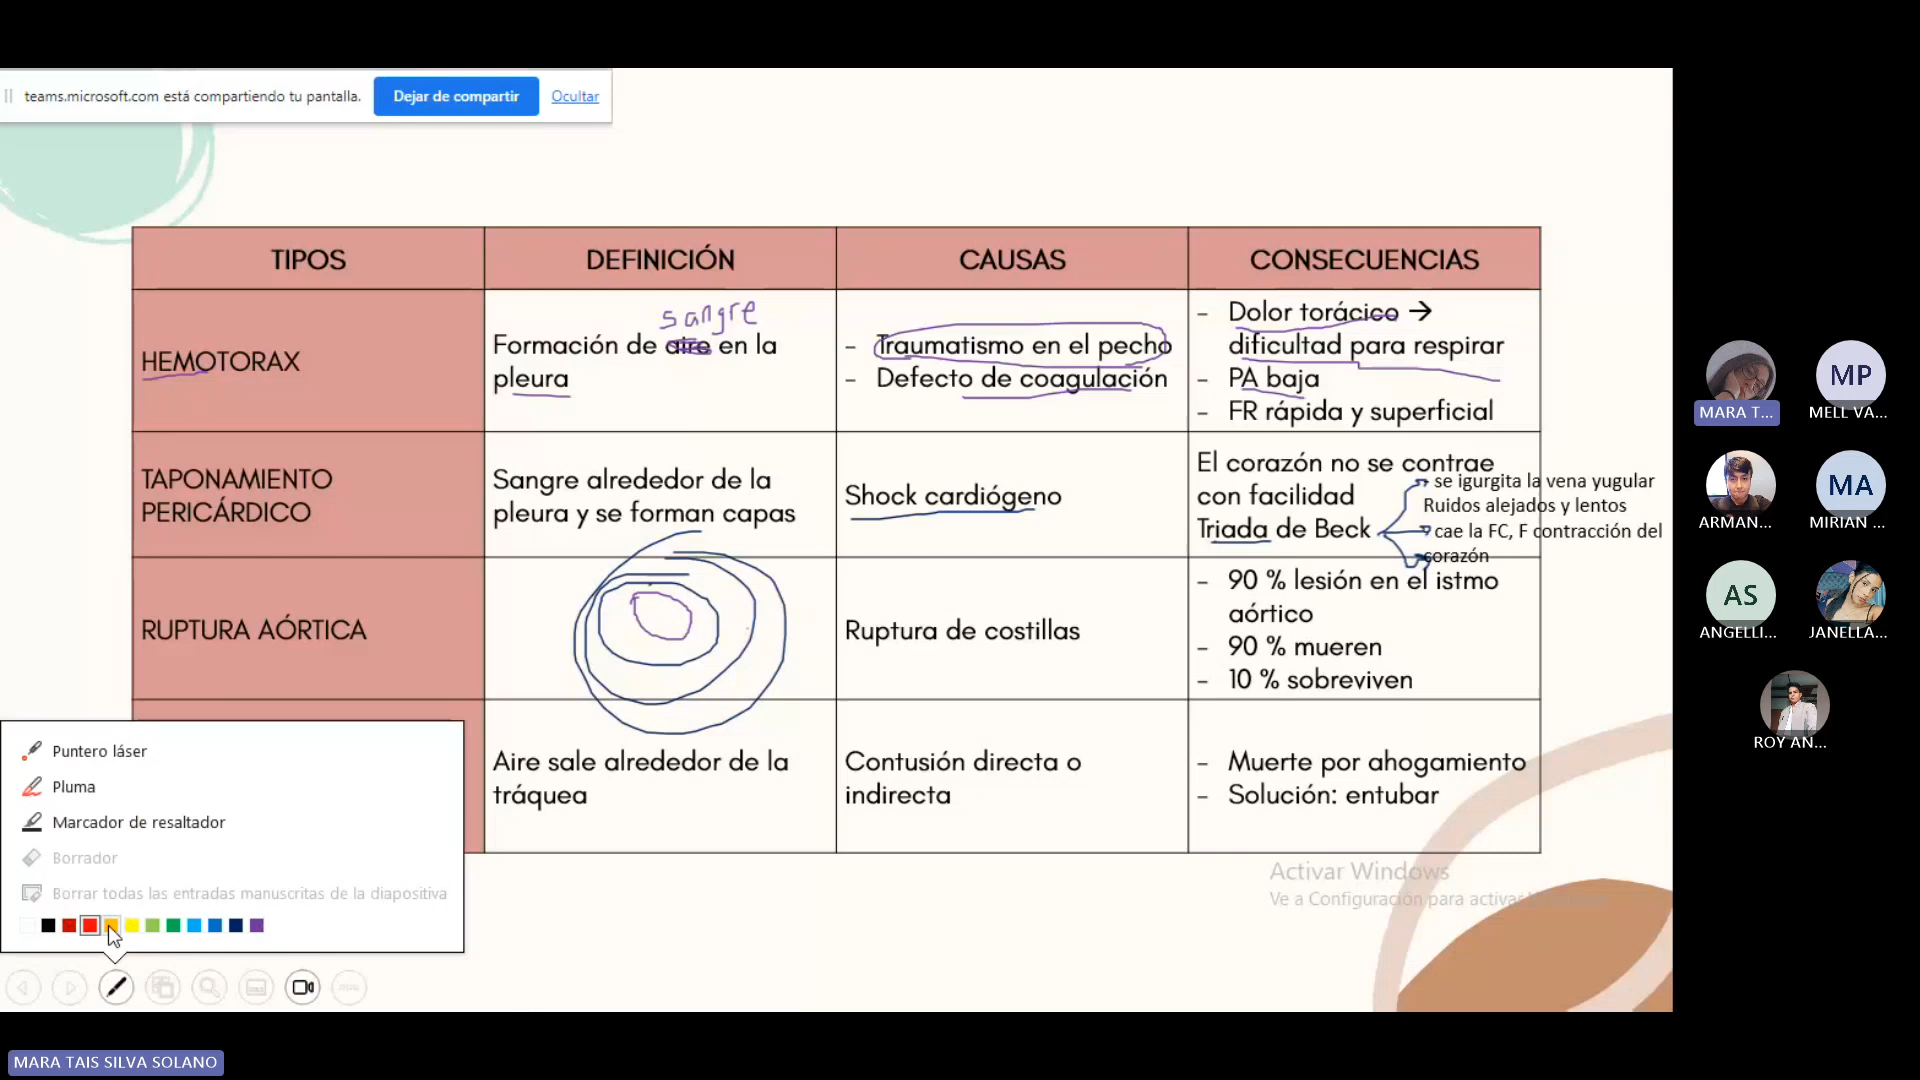 teams.microsoft.com está compartiendo tu pantalla.
Dejar de compartir
Ocultar
TIPOS
DEFINICIÓN
CAUSAS
CONSECUENCIAS
HEMOTORAX
sangre
Formación de aire en la
pleura
- Traumatismo en el pecho
- Defecto de coagulación
- Dolor torácico →
dificultad para respirar
- PA baja
- FR rápida y superficial
TAPONAMIENTO
PERICÁRDICO
Sangre alrededor de la
pleura y se forman capas
Shock cardiógeno
El corazón no se contrae
con facilidad
Triada de Beck
se igurgita la vena yugular
Ruidos alejados y lentos
cae la FC, F contracción del
corazón
RUPTURA AÓRTICA
Ruptura de costillas
- 90 % lesión en el istmo
aórtico
- 90 % mueren
- 10 % sobreviven
Aire sale alrededor de la
tráquea
Contusión directa o
indirecta
- Muerte por ahogamiento
- Solución: entubar
Activar Windows
Ve a Configuración para activar
Puntero láser
Pluma
Marcador de resaltador
Borrador
Borrar todas las entradas manuscritas de la diapositiva
MARA T...
MP
MELL VA...
ARMAN...
MA
MIRIAN ...
AS
ANGELLI...
JANELLA...
ROY AN...
MARA TAIS SILVA SOLANO